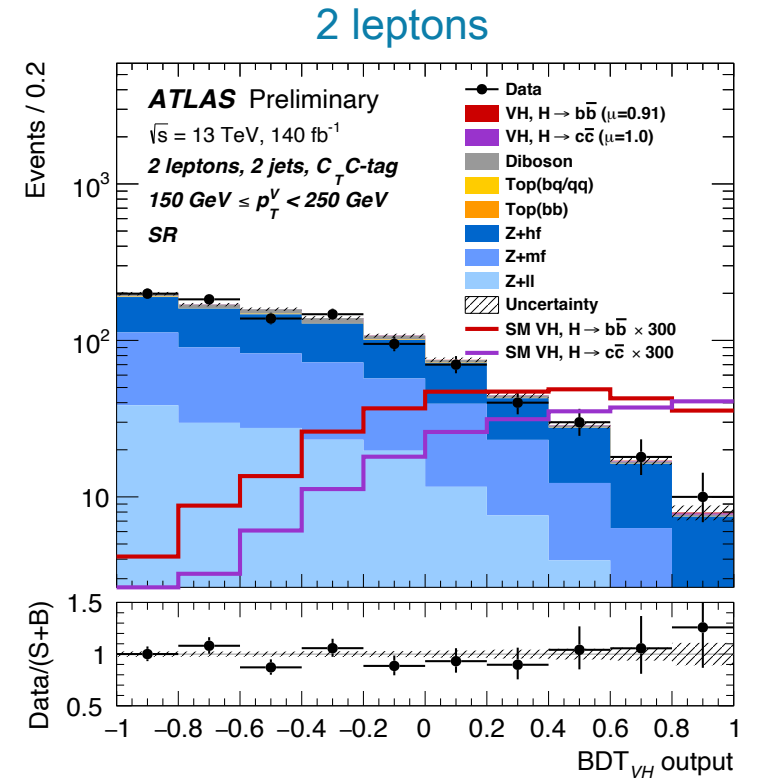 2 leptons
Events / 0.2
ATLAS Preliminary
√s = 13 TeV, 140 fb⁻¹
2 leptons, 2 jets, C_T C-tag
150 GeV ≤ p_T^V < 250 GeV
SR
Data
VH, H → bb̅ (μ=0.91)
VH, H → cc̅ (μ=1.0)
Diboson
Top(bq/qq)
Top(bb)
Z+hf
Z+mf
Z+ll
Uncertainty
SM VH, H → bb̅ × 300
SM VH, H → cc̅ × 300
10³
10²
10
Data/(S+B)
1.5
1
0.5
−1 −0.8 −0.6 −0.4 −0.2 0 0.2 0.4 0.6 0.8 1
BDT_VH output